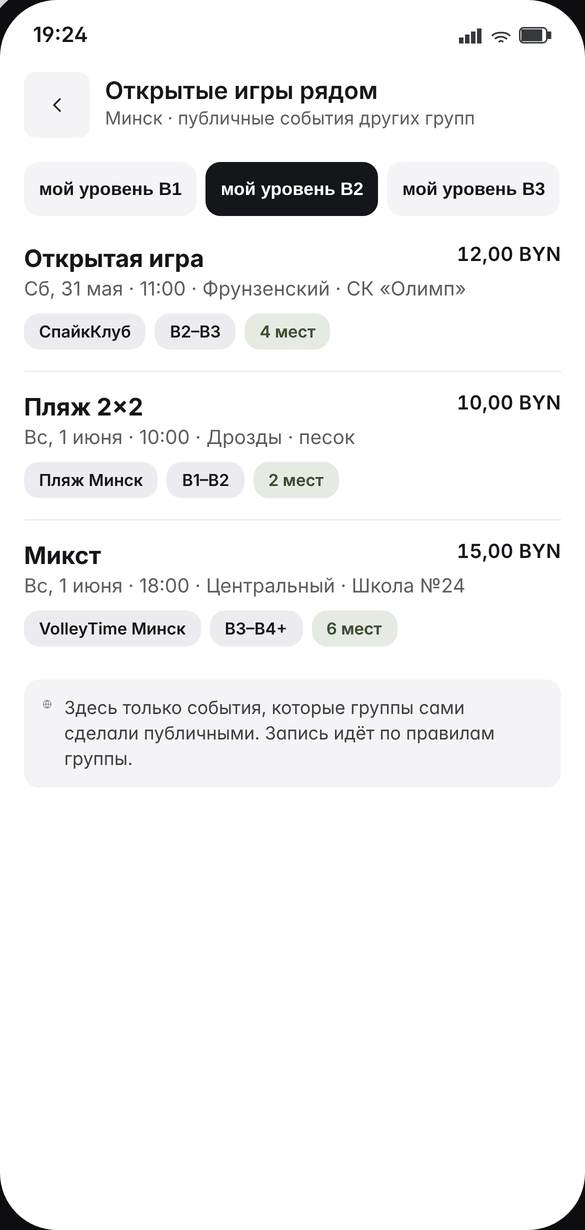 19:24
Открытые игры рядом
Минск · публичные события других групп
мой уровень B1 мой уровень B2 мой уровень B3
Открытая игра 12,00 BYN
Сб, 31 мая · 11:00 · Фрунзенский · СК «Олимп»
СпайкКлуб B2–B3 4 мест
Пляж 2×2 10,00 BYN
Вс, 1 июня · 10:00 · Дрозды · песок
Пляж Минск B1–B2 2 мест
Микст 15,00 BYN
Вс, 1 июня · 18:00 · Центральный · Школа №24
VolleyTime Минск B3–B4+ 6 мест
Здесь только события, которые группы сами
сделали публичными. Запись идёт по правилам
группы.